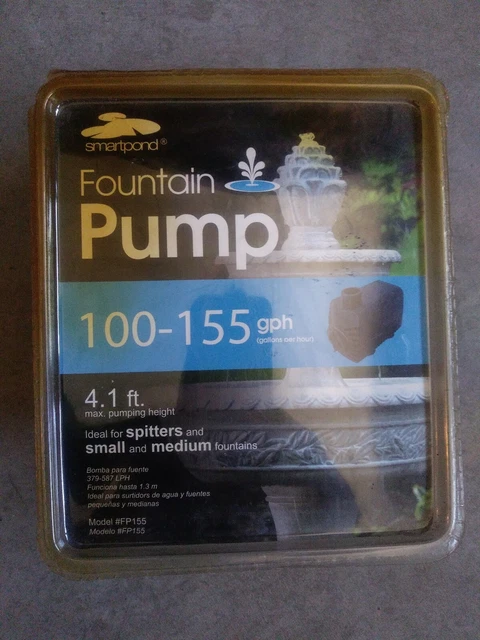 smartpond®
Fountain
Pump
100-155 gph
(gallons per hour)
4.1 ft.
max. pumping height
Ideal for spitters and
small and medium fountains
Bomba para fuente
379-587 LPH
Funciona hasta 1.3 m
Ideal para surtidors de agua y fuentes
pequeñas y medianas
Model #FP155
Modelo #FP155